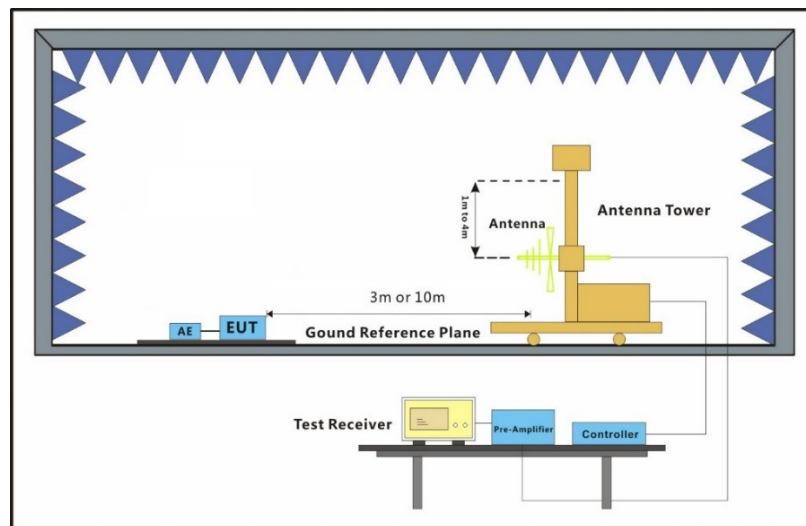 1m to 4m
Antenna
Antenna Tower
3m or 10m
AE
EUT
Gound Reference Plane
Test Receiver
Pre-Amplifier
Controller